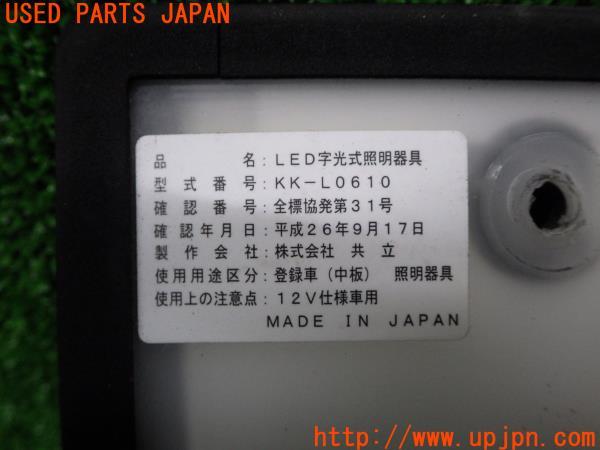 USED PARTS JAPAN
品　　　　名：LED字光式照明器具
型 式 番 号：KK－L0610
確 認 番 号：全標協発第31号
確認年月日：平成26年9月17日
製 作 会 社：株式会社　共　立
使用用途区分：登録車（中板）　照明器具
使用上の注意点：12V仕様車用
MADE IN JAPAN
http://www.upjpn.com/